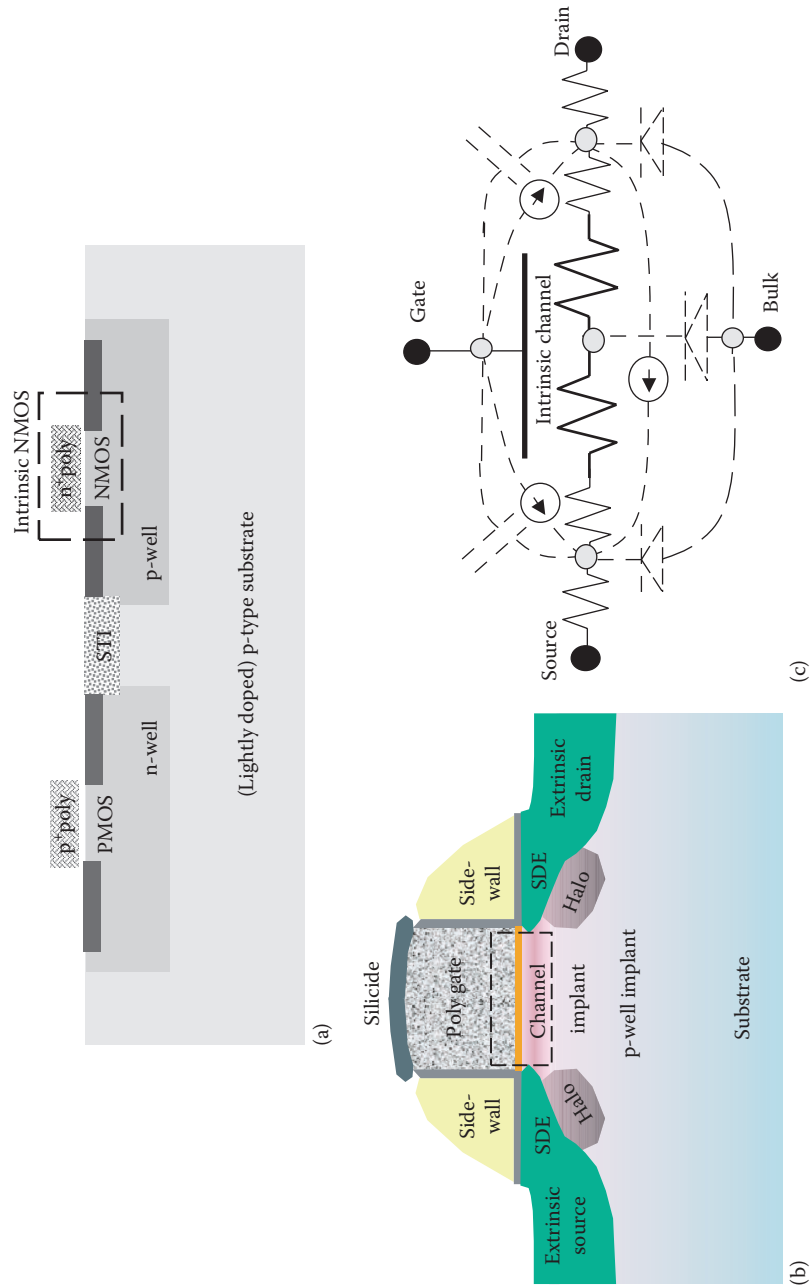 Intrinsic NMOS
p+poly
n+poly
PMOS
STI
NMOS
n-well
p-well
(Lightly doped) p-type substrate
(a)
Silicide
Side-
wall
Poly gate
Side-
wall
SDE
Channel
SDE
Extrinsic
source
Halo
implant
Halo
Extrinsic
drain
p-well implant
Substrate
(b)
Gate
Intrinsic channel
Source
Drain
Bulk
(c)